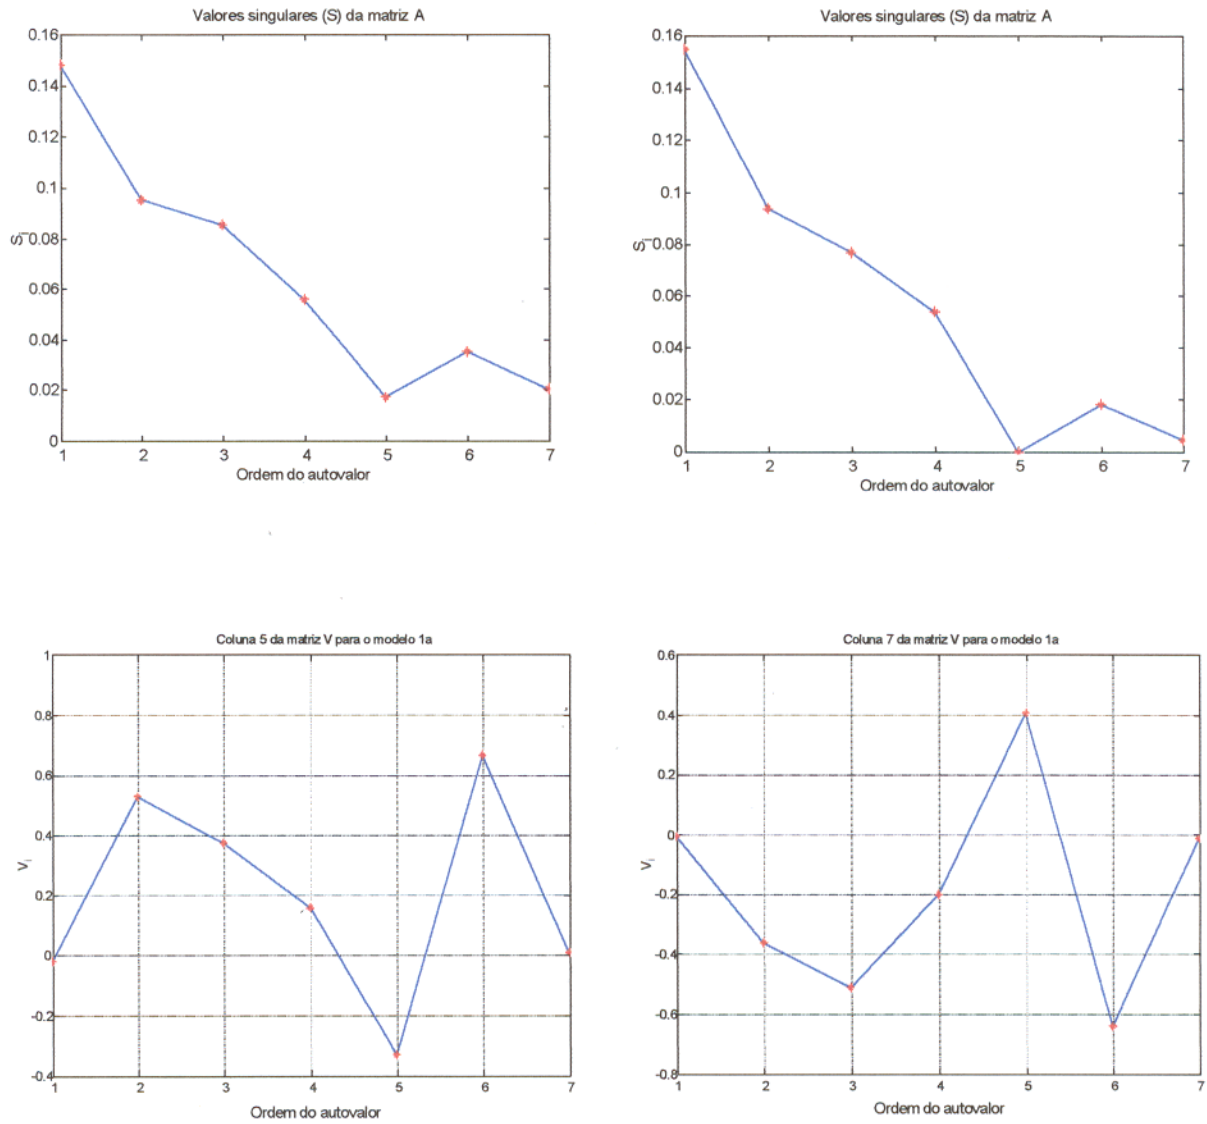 Valores singulares (S) da matriz A
0.16
0.14
0.12
0.1
0.08
0.06
0.04
0.02
0
S_i
1 2 3 4 5 6 7
Ordem do autovalor
Valores singulares (S) da matriz A
0.16
0.14
0.12
0.1
0.08
0.06
0.04
0.02
0
S_i
1 2 3 4 5 6 7
Ordem do autovalor
Coluna 5 da matriz V para o modelo 1a
1
0.8
0.6
0.4
0.2
0
-0.2
-0.4
V_i
1 2 3 4 5 6 7
Ordem do autovalor
Coluna 7 da matriz V para o modelo 1a
0.6
0.4
0.2
0
-0.2
-0.4
-0.6
-0.8
V_i
1 2 3 4 5 6 7
Ordem do autovalor